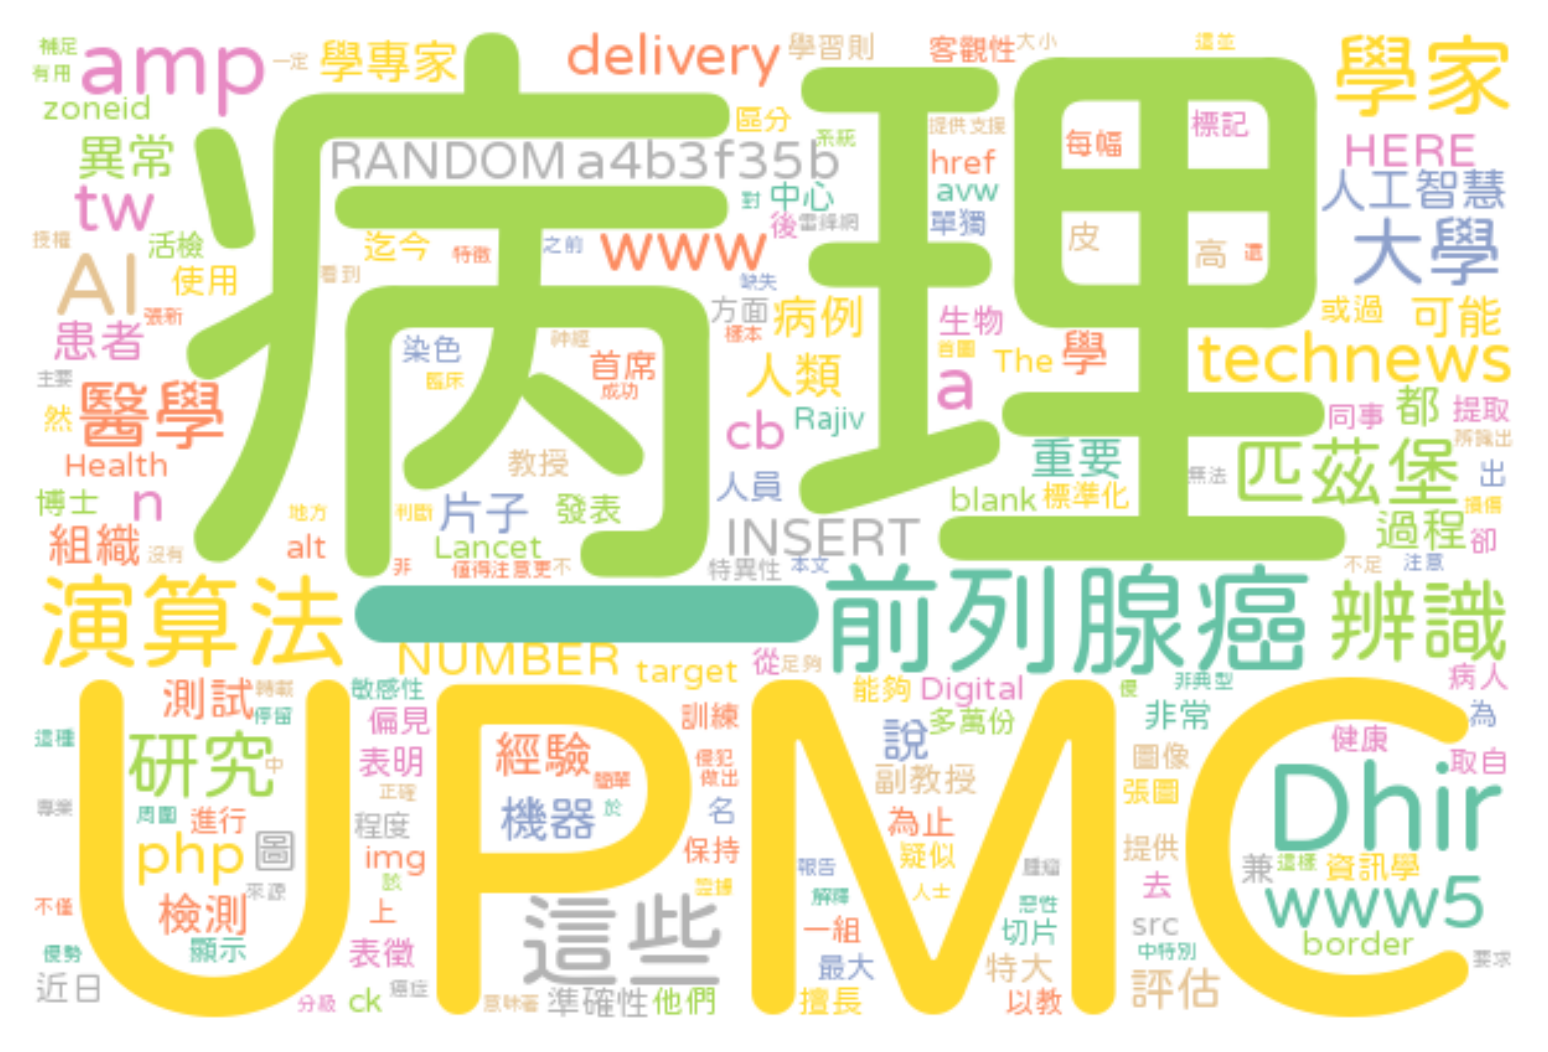 補足 amp 一定 學專家 delivery 學習則 客觀性 大小 這並 學家
有用 zoneid 病理 區分 系統 提供支援 每幅 標記 HERE
異常 RANDOM a4b3f35b href 人工智慧
tw 對 中心 avw 後 雷鋒網 單獨 皮 大學
授權 活檢 迄今 特徵 之前 www 高 還
AI 使用 看到 缺失 方面 病例 生物 或過 可能
張新 患者 染色 神經 樣本 首圖 The 學 technews
主要 臨床 首席 成功 人類 a 都 同事 提取
然 醫學 cb Rajiv 重要 辨識出
Health 教授 人員 無法 匹茲堡 出
博士 n 地方 判斷 片子 發表 blank 標準化 損傷
組織 沒有 alt Lancet INSERT 過程 卻
非 值得注意更 不 特異性 本文 不足 注意
演算法 一 前列腺癌 辨識
NUMBER target 從 足夠
UPMC
測試 轉載 停留 敏感性 能夠 Digital 優 非典型 病人
這種 研究 中 偏見 訓練 說 多萬份 非常 為
表明 經驗 侵犯 做出 簡單 副教授 圖像 健康 取自
專業 周圍 進行 正確 機器 於 名 張圖 Dhir
php 圖 程度 img 保持 為止 疑似 提供 兼 這樣 資訊學
該 來源 證據 報告 腫瘤 去
不僅 檢測 上 這些 解釋 人士 惡性 www5
優勢 顯示 表徵 一組 切片 src border
近日 癌症 最大 特大 中特別 要求
分級 ck 意味著 準確性 他們 擅長 以教 評估